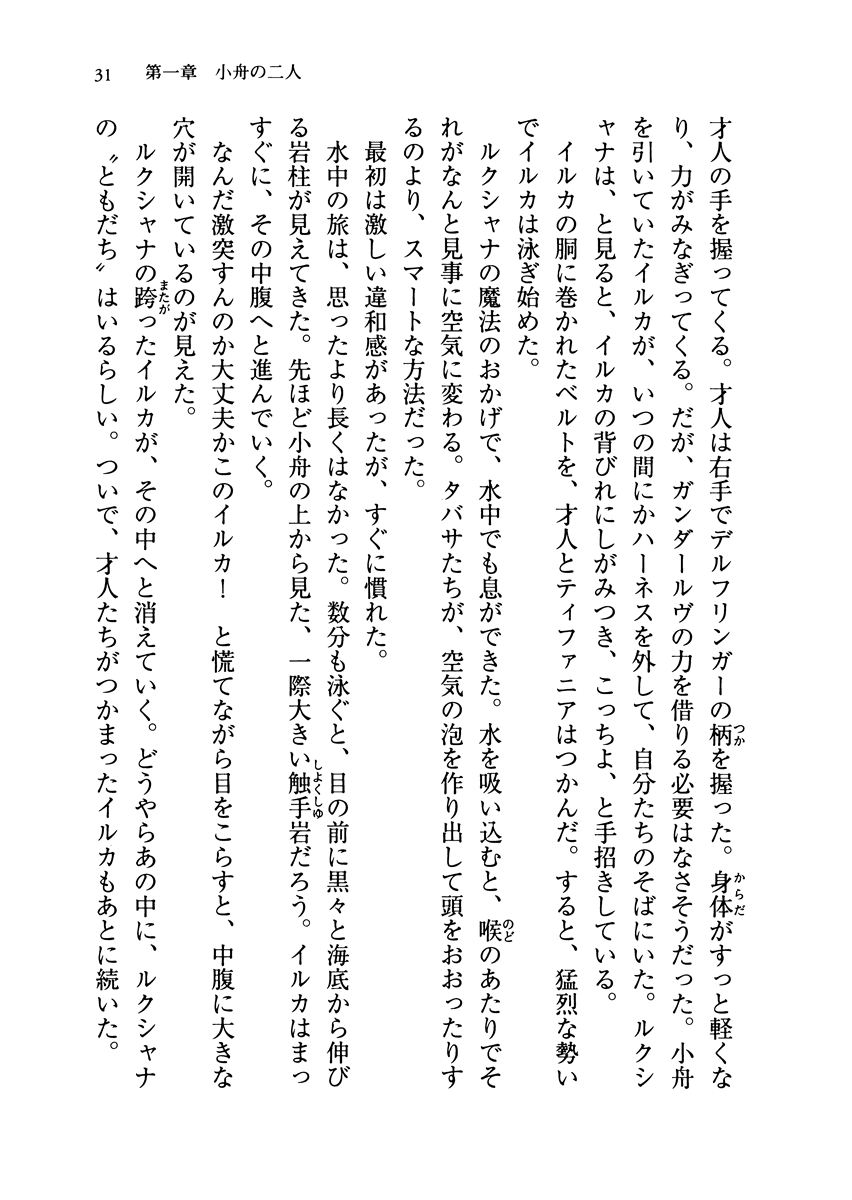 31　第一章　小舟の二人
才人の手を握ってくる。才人は右手でデルフリンガーの柄を握った。身体がすっと軽くな
り、力がみなぎってくる。だが、ガンダールヴの力を借りる必要はなさそうだった。小舟
を引いていたイルカが、いつの間にかハーネスを外して、自分たちのそばにいた。ルクシ
ャナは、と見ると、イルカの背びれにしがみつき、こっちよ、と手招きしている。
イルカの胴に巻かれたベルトを、才人とティファニアはつかんだ。すると、猛烈な勢い
でイルカは泳ぎ始めた。
ルクシャナの魔法のおかげで、水中でも息ができた。水を吸い込むと、喉のあたりでそ
れがなんと見事に空気に変わる。タバサたちが、空気の泡を作り出して頭をおおったりす
るのより、スマートな方法だった。
最初は激しい違和感があったが、すぐに慣れた。
水中の旅は、思ったより長くはなかった。数分も泳ぐと、目の前に黒々と海底から伸び
る岩柱が見えてきた。先ほど小舟の上から見た、一際大きい触手岩だろう。イルカはまっ
すぐに、その中腹へと進んでいく。
なんだ激突すんのか大丈夫かこのイルカ！　と慌てながら目をこらすと、中腹に大きな
穴が開いているのが見えた。
ルクシャナの跨ったイルカが、その中へと消えていく。どうやらあの中に、ルクシャナ
の〝ともだち〟はいるらしい。ついで、才人たちがつかまったイルカもあとに続いた。
つか
からだ
のど
しよくしゆ
またが